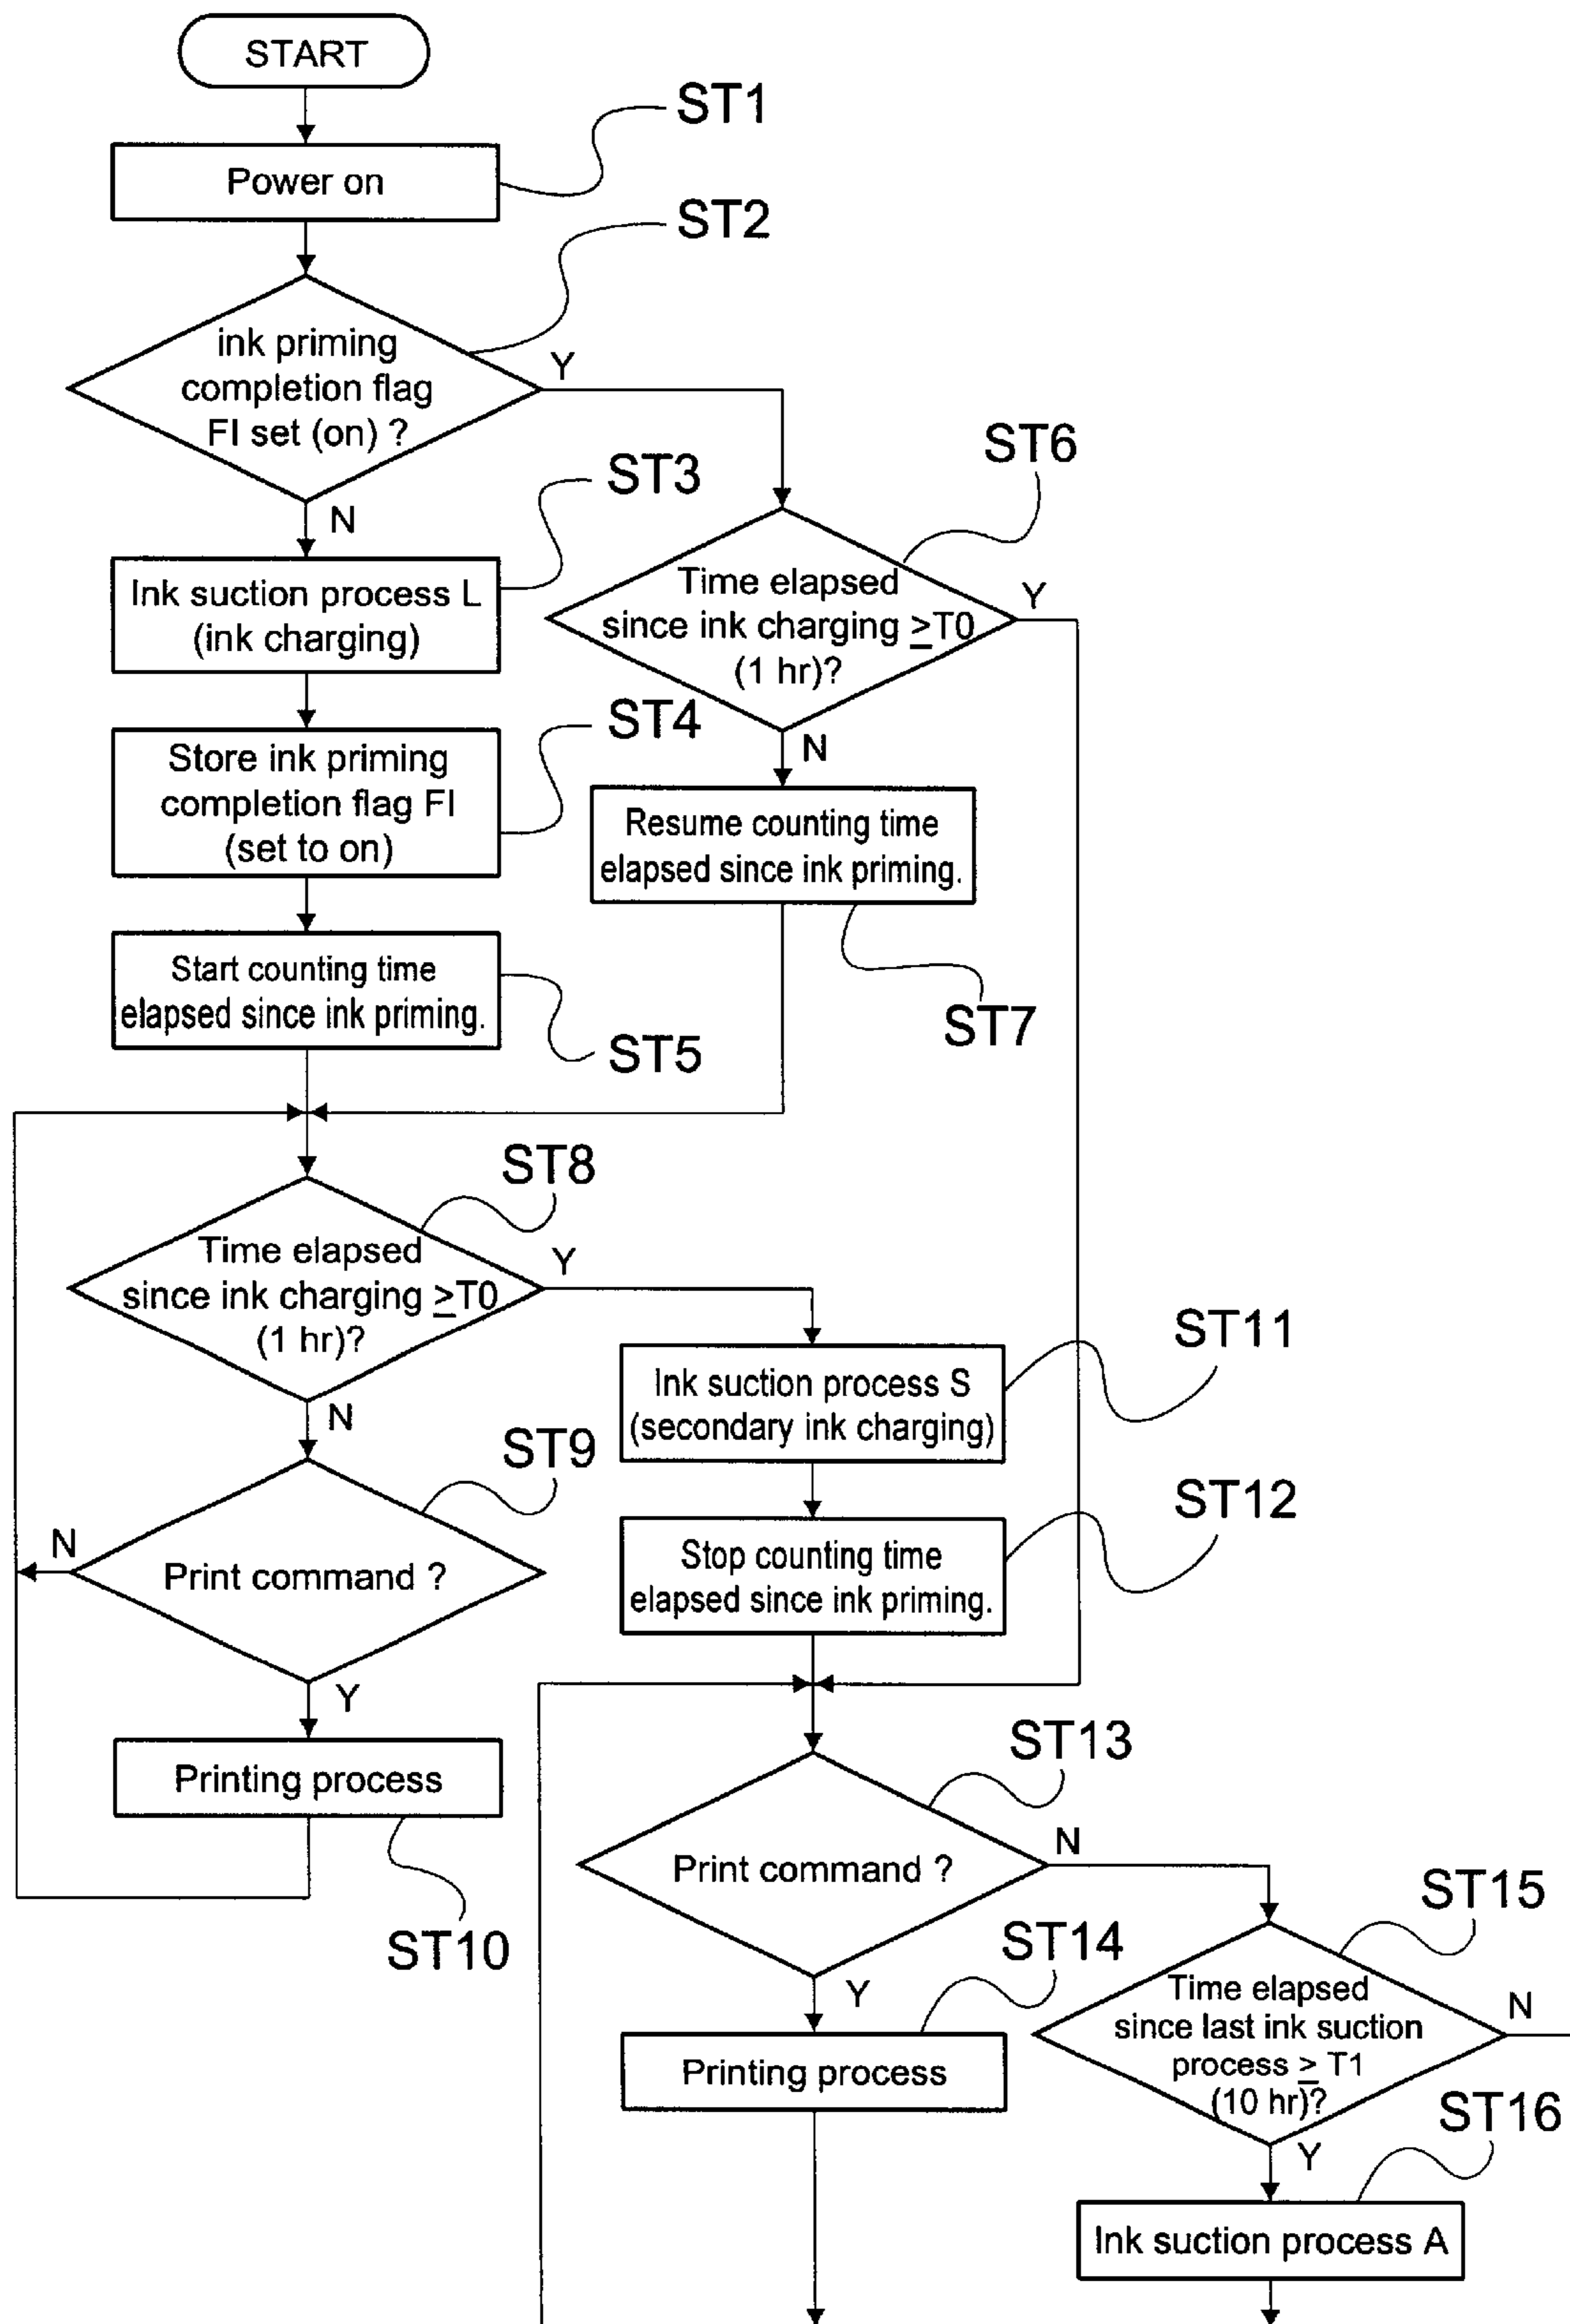 START
ST1
Power on
ST2
ink priming
completion flag
FI set (on) ?
Y
N
ST3
Ink suction process L
(ink charging)
ST6
Time elapsed
since ink charging ≥T0
(1 hr)?
Y
N
ST4
Store ink priming
completion flag FI
(set to on)
Resume counting time
elapsed since ink priming.
ST7
Start counting time
elapsed since ink priming.
ST5
ST8
Time elapsed
since ink charging ≥T0
(1 hr)?
Y
N
ST11
Ink suction process S
(secondary ink charging)
ST9
Print command ?
N
Y
ST12
Stop counting time
elapsed since ink priming.
Printing process
ST10
ST13
Print command ?
N
Y
ST14
Printing process
ST15
Time elapsed
since last ink suction
process ≥ T1
(10 hr)?
N
Y
ST16
Ink suction process A